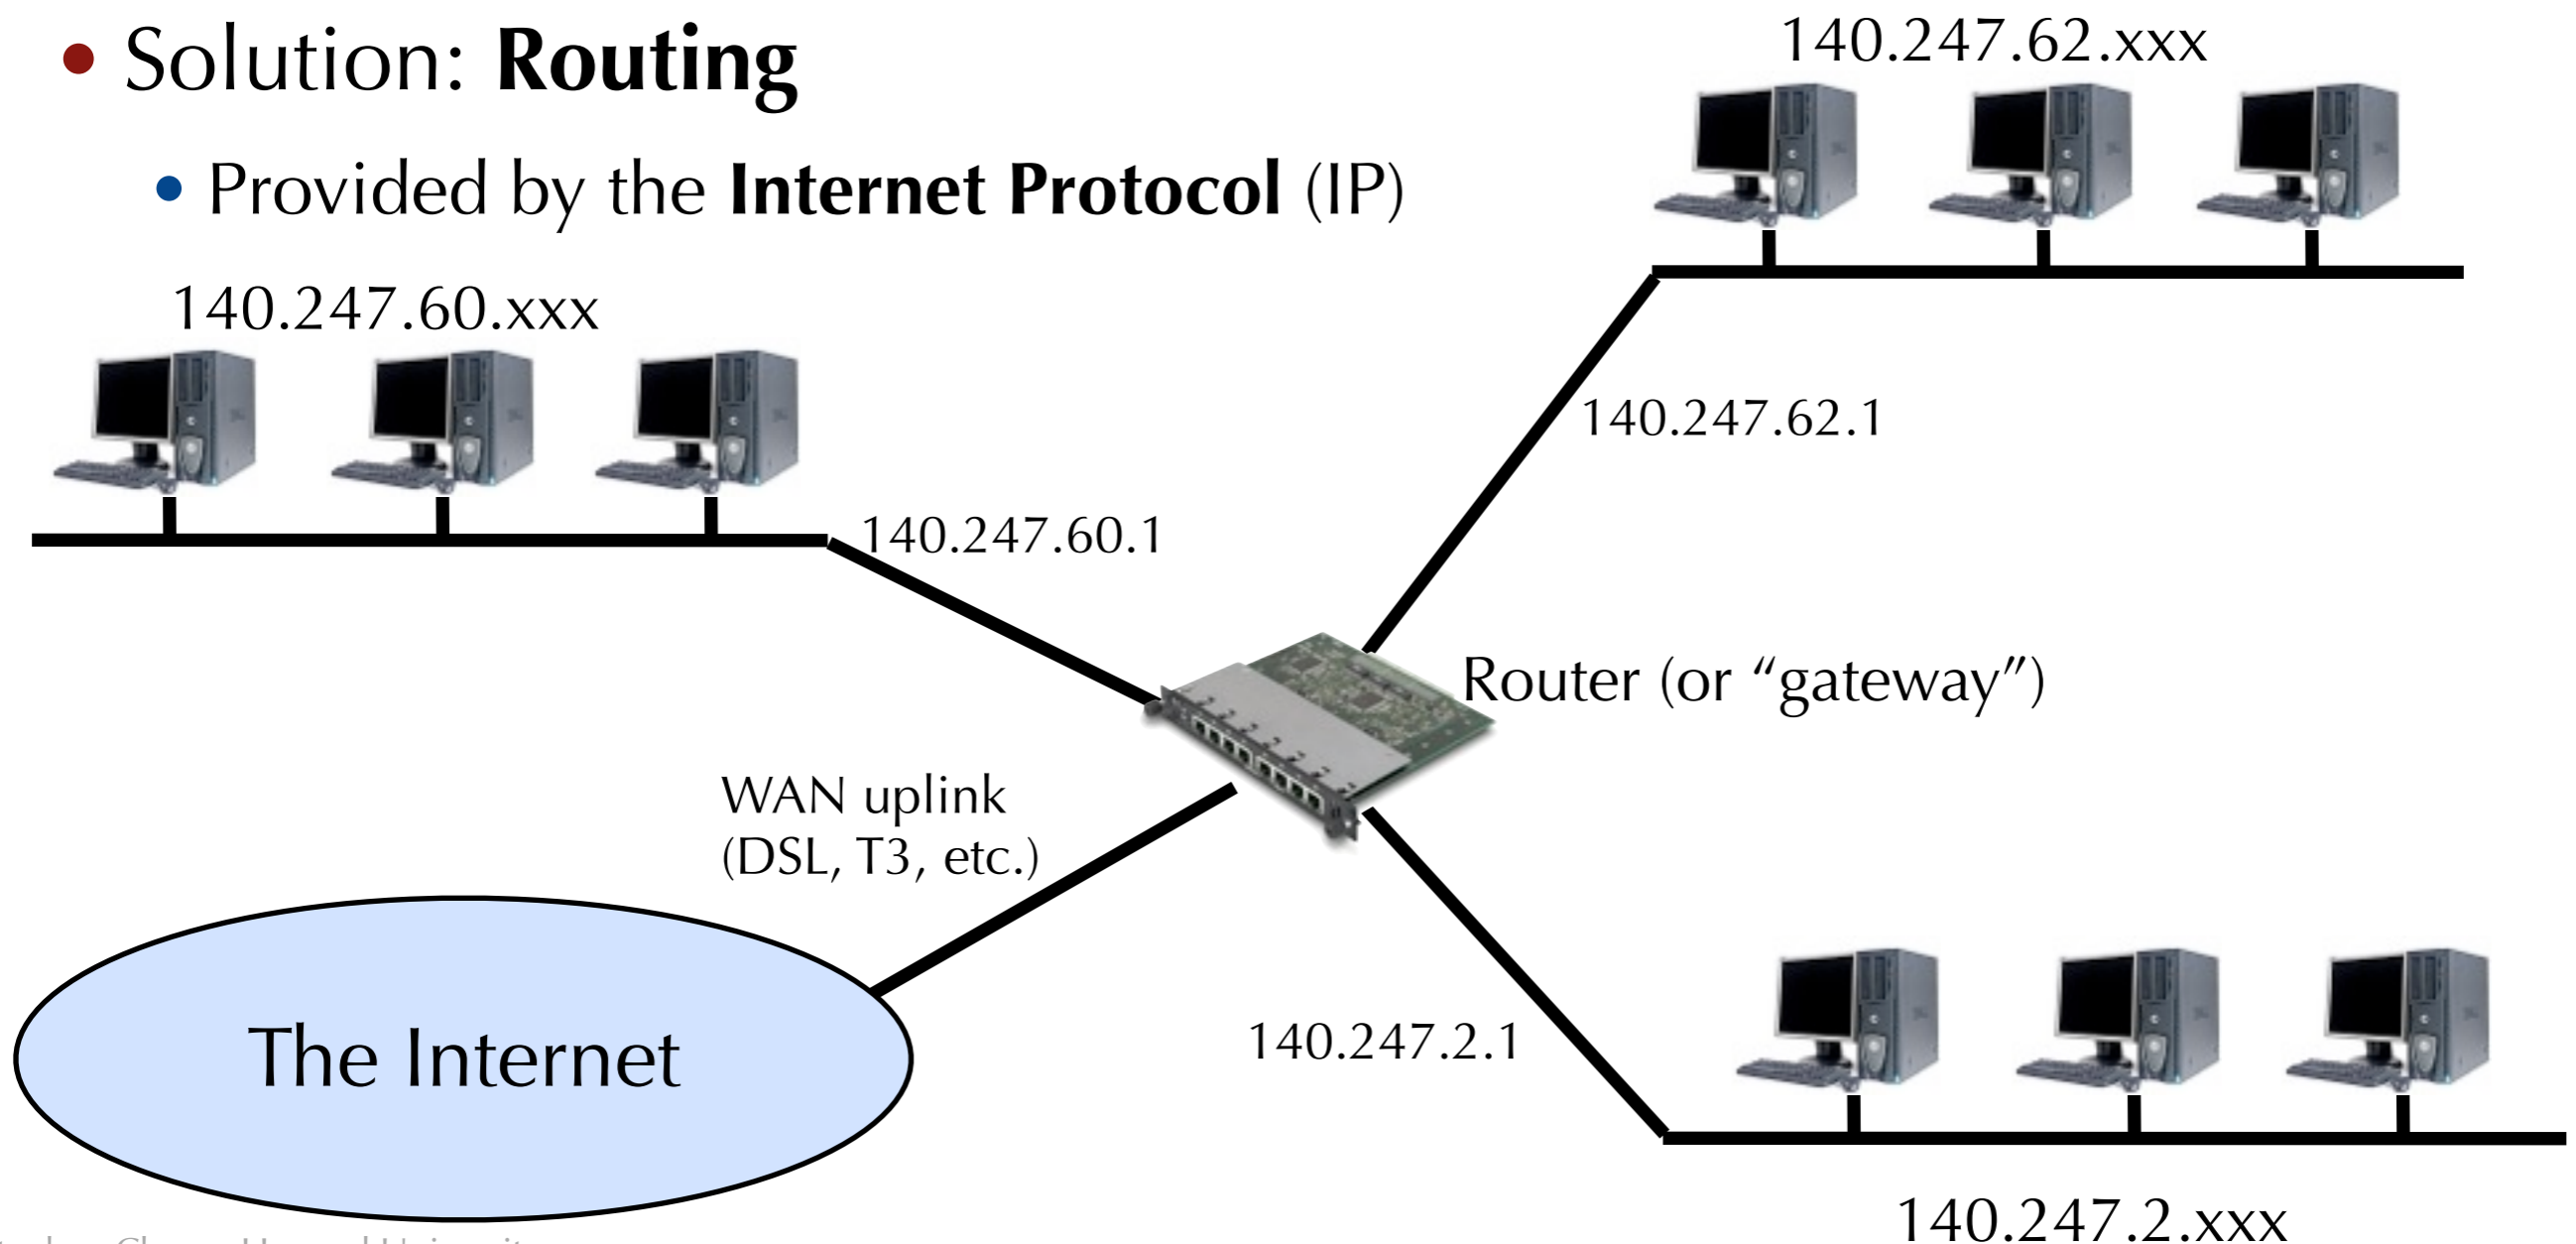 • Solution: Routing
• Provided by the Internet Protocol (IP)
140.247.62.xxx
140.247.60.xxx
140.247.62.1
140.247.60.1
Router (or “gateway”)
WAN uplink
(DSL, T3, etc.)
The Internet
140.247.2.1
140.247.2.xxx